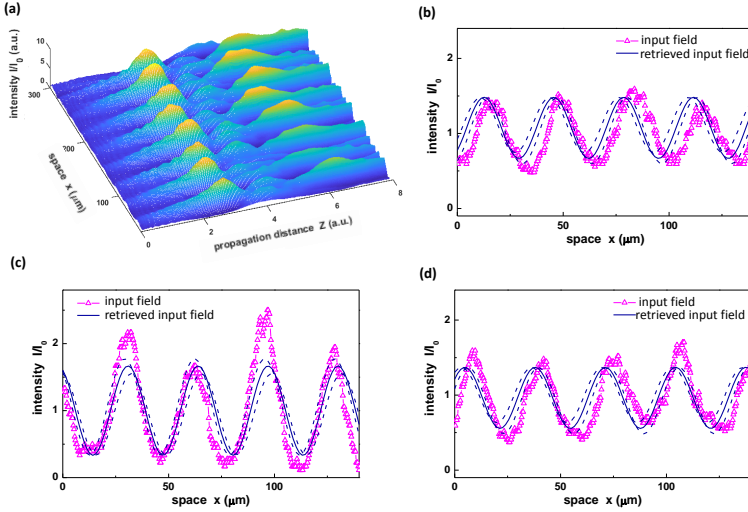 (a)
intensity I/I₀ (a.u.)
10
5
0
300
200
100
space x (μm)
0
2
4
6
8
propagation distance Z (a.u.)
(b)
input field
retrieved input field
intensity I/I₀
2
1
0
0
50
100
space x (μm)
(c)
input field
retrieved input field
intensity I/I₀
2
1
0
0
50
100
space x (μm)
(d)
input field
retrieved input field
intensity I/I₀
2
1
0
0
50
100
space x (μm)